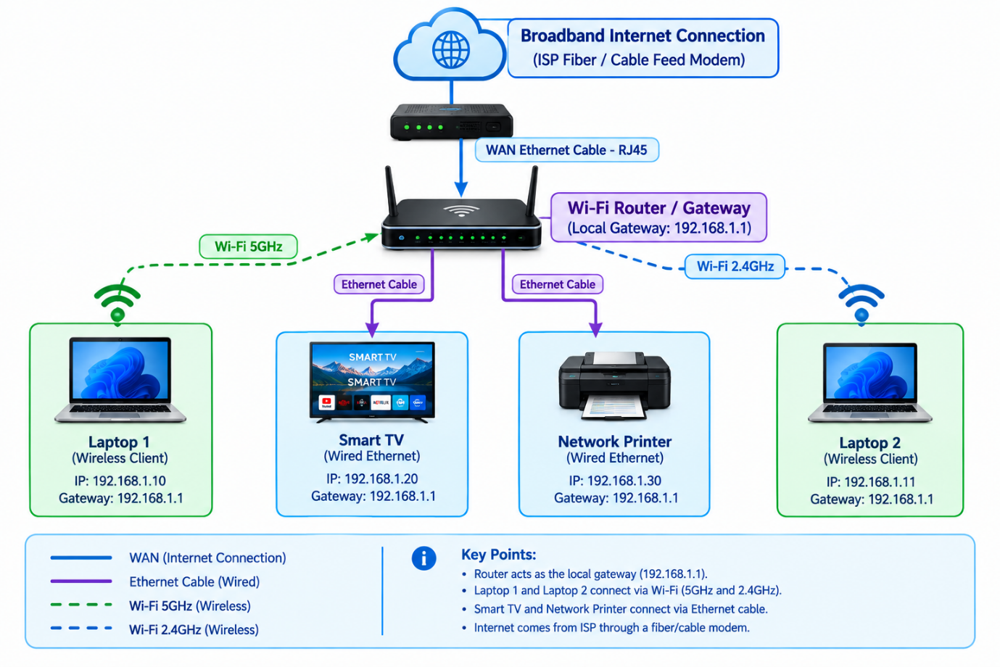 Broadband Internet Connection
(ISP Fiber / Cable Feed Modem)
WAN Ethernet Cable - RJ45
Wi-Fi Router / Gateway
(Local Gateway: 192.168.1.1)
Wi-Fi 5GHz
Wi-Fi 2.4GHz
Ethernet Cable
Ethernet Cable
SMART TV
SMART TV
Laptop 1
(Wireless Client)
IP: 192.168.1.10
Gateway: 192.168.1.1
Smart TV
(Wired Ethernet)
IP: 192.168.1.20
Gateway: 192.168.1.1
Network Printer
(Wired Ethernet)
IP: 192.168.1.30
Gateway: 192.168.1.1
Laptop 2
(Wireless Client)
IP: 192.168.1.11
Gateway: 192.168.1.1
WAN (Internet Connection)
Ethernet Cable (Wired)
Wi-Fi 5GHz (Wireless)
Wi-Fi 2.4GHz (Wireless)
Key Points:
• Router acts as the local gateway (192.168.1.1).
• Laptop 1 and Laptop 2 connect via Wi-Fi (5GHz and 2.4GHz).
• Smart TV and Network Printer connect via Ethernet cable.
• Internet comes from ISP through a fiber/cable modem.